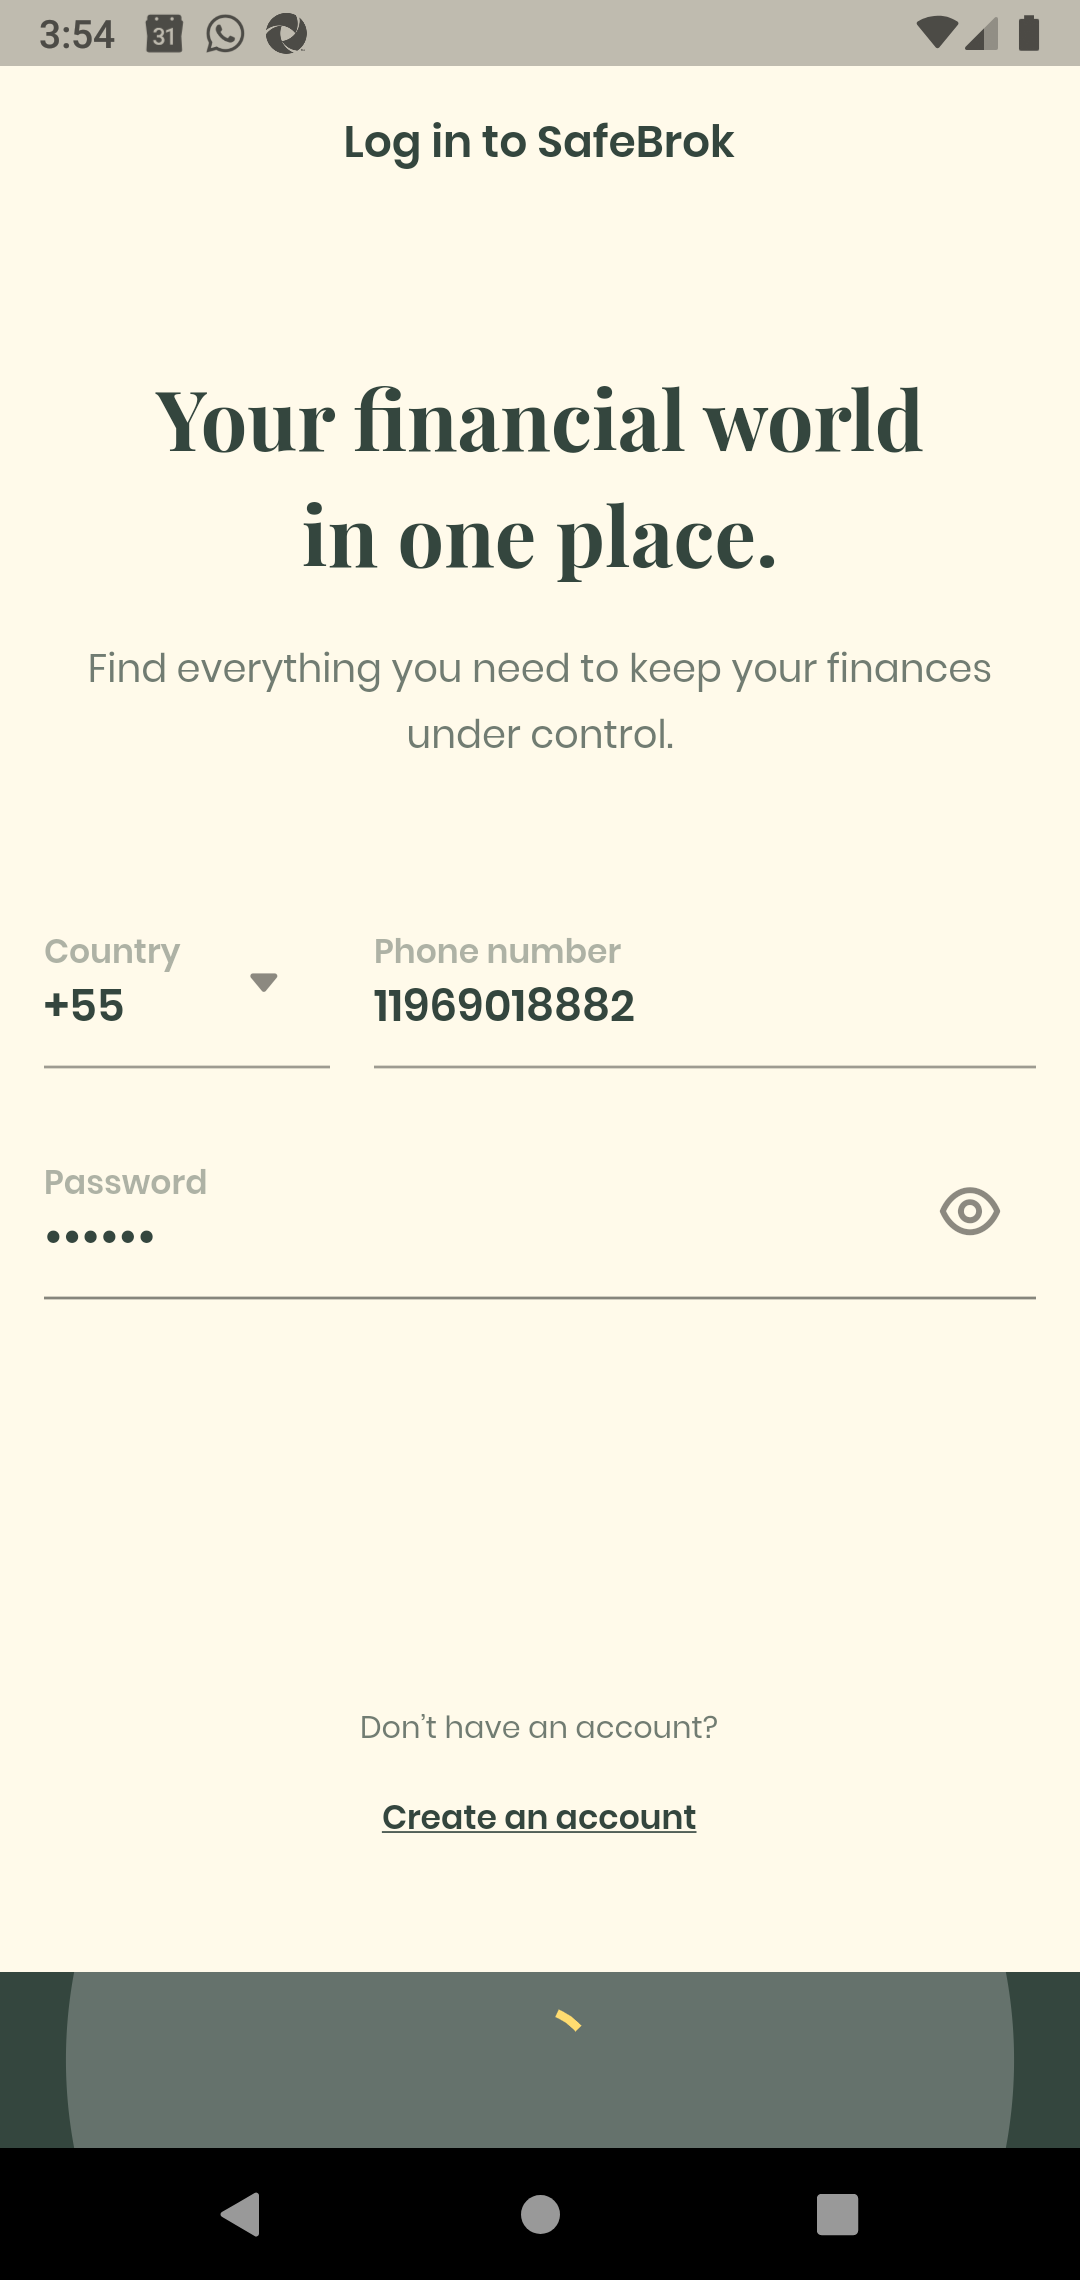 3:54
31
Log in to SafeBrok
Your financial world
in one place.
Find everything you need to keep your finances
under control.
Country
+55
Phone number
11969018882
Password
••••••
Don't have an account?
Create an account